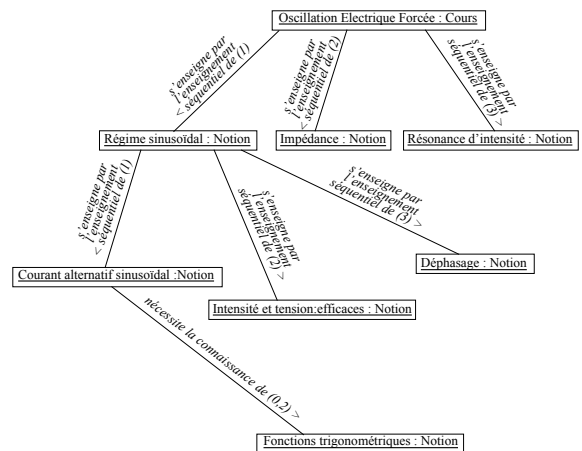 Oscillation Electrique Forcée : Cours
s'enseigne par
l'enseignement
< séquentiel de (1)
s'enseigne par
l'enseignement
< séquentiel de (2)
s'enseigne par
l'enseignement
séquentiel de (3) >
Régime sinusoïdal : Notion
Impédance : Notion
Résonance d'intensité : Notion
s'enseigne par
l'enseignement
< séquentiel de (1)
s'enseigne par
l'enseignement
séquentiel de (2) >
s'enseigne par
l'enseignement
séquentiel de (3) >
Courant alternatif sinusoïdal :Notion
Déphasage : Notion
Intensité et tension:efficaces : Notion
nécessite la connaissance de (0,2) >
Fonctions trigonométriques : Notion